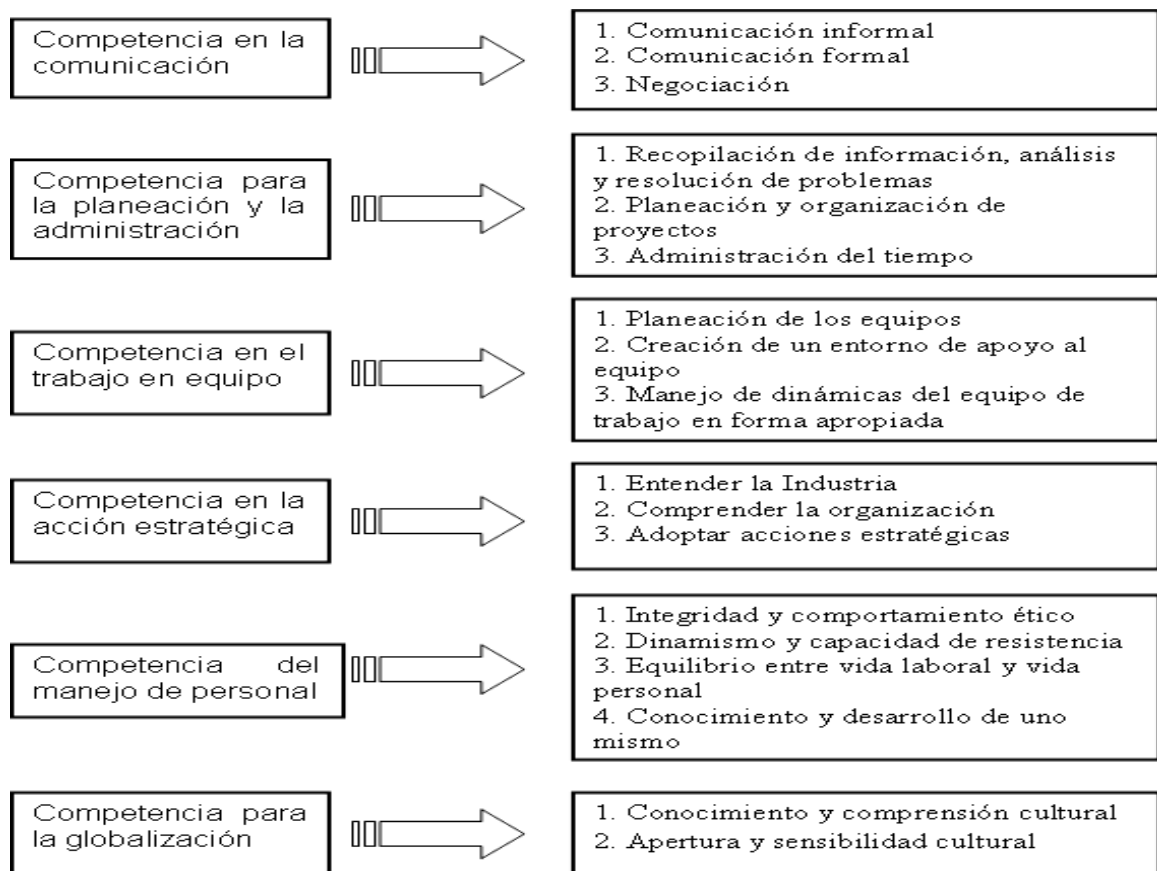 Competencia en la
comunicación
1. Comunicación informal
2. Comunicación formal
3. Negociación
Competencia para
la planeación y la
administración
1. Recopilación de información, análisis
y resolución de problemas
2. Planeación y organización de
proyectos
3. Administración del tiempo
Competencia en el
trabajo en equipo
1. Planeación de los equipos
2. Creación de un entorno de apoyo al
equipo
3. Manejo de dinámicas del equipo de
trabajo en forma apropiada
Competencia en la
acción estratégica
1. Entender la Industria
2. Comprender la organización
3. Adoptar acciones estratégicas
Competencia del
manejo de personal
1. Integridad y comportamiento ético
2. Dinamismo y capacidad de resistencia
3. Equilibrio entre vida laboral y vida
personal
4. Conocimiento y desarrollo de uno
mismo
Competencia para
la globalización
1. Conocimiento y comprensión cultural
2. Apertura y sensibilidad cultural